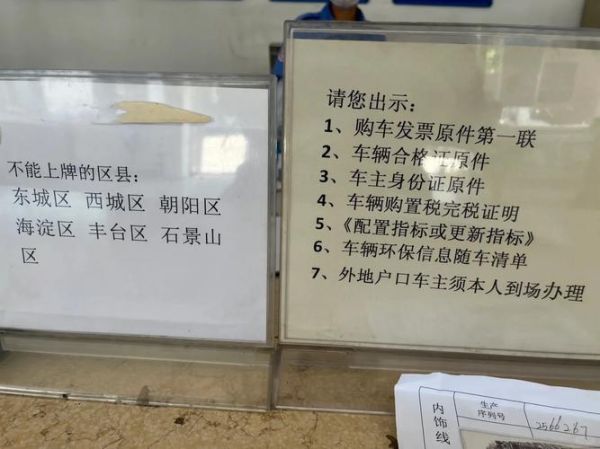 不能上牌的区县：
东城区 西城区 朝阳区
海淀区 丰台区 石景山
区
请您出示：
1、购车发票原件第一联
2、车辆合格证原件
3、车主身份证原件
4、车辆购置税完税证明
5、《配置指标或更新指标》
6、车辆环保信息随车清单
7、外地户口车主须本人到场办理
内饰线
生产
序列号
2566267